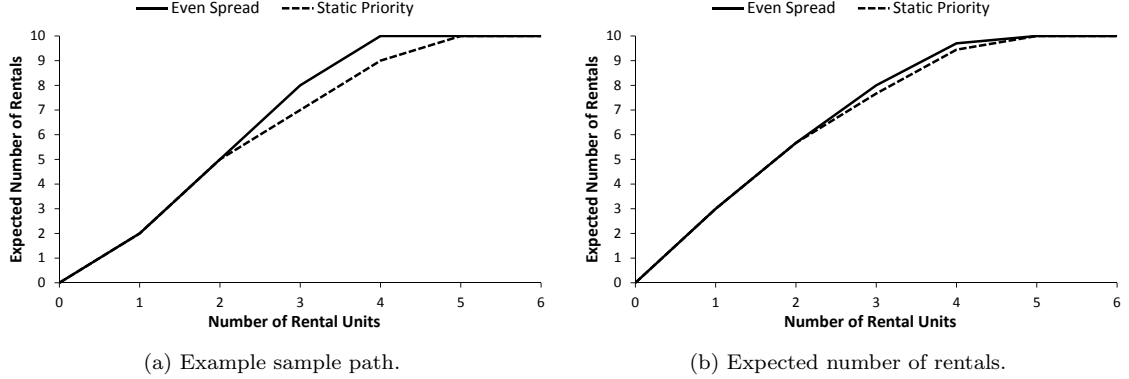 Even Spread Static Priority
Expected Number of Rentals
10
9
8
7
6
5
4
3
2
1
0
0 1 2 3 4 5 6
Number of Rental Units
(a) Example sample path.
Even Spread Static Priority
Expected Number of Rentals
10
9
8
7
6
5
4
3
2
1
0
0 1 2 3 4 5 6
Number of Rental Units
(b) Expected number of rentals.